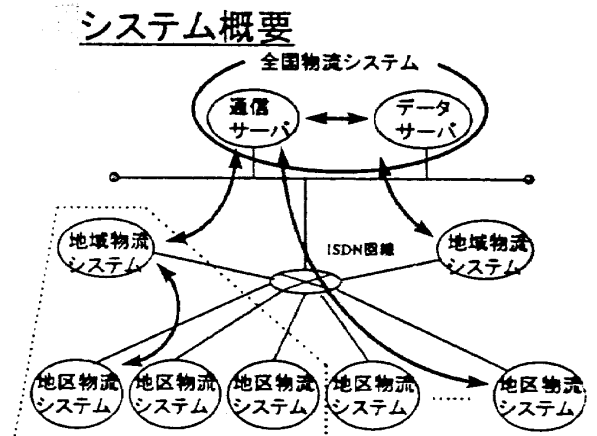 システム概要
全国物流システム
通信
サーバ
データ
サーバ
地域物流
システム
ISDN回線
地域物流
システム
地区物流
システム
地区物流
システム
地区物流
システム
地区物流
システム
……
地区物流
システム